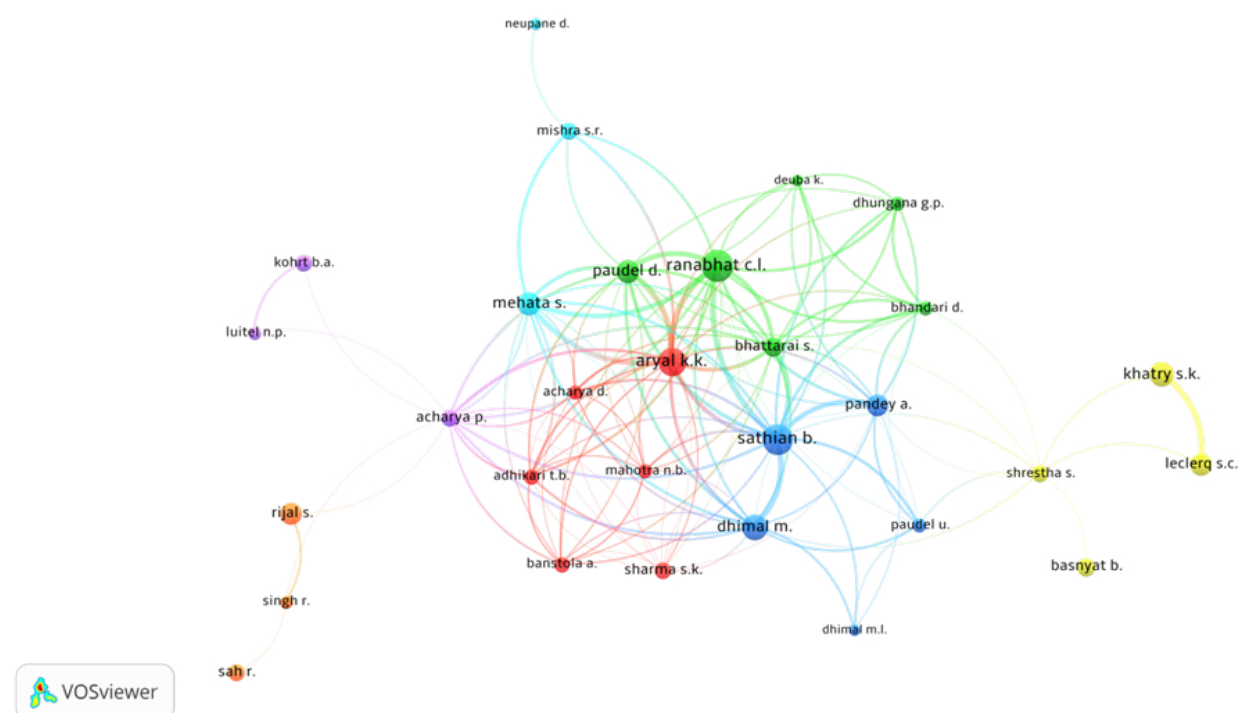 neupane d.
mishra s.r.
deuba k.
dhungana g.p.
kohrt b.a.
paudel d.
ranabhat c.l.
mehata s.
bhandari d.
luitel n.p.
bhattarai s.
aryal k.k.
khatry s.k.
acharya d.
pandey a.
acharya p.
sathian b.
leclerq s.c.
adhikari t.b.
mahotra n.b.
shrestha s.
rijal s.
dhimal m.
paudel u.
banstola a.
sharma s.k.
basnyat b.
singh r.
dhimal m.l.
sah r.
VOSviewer